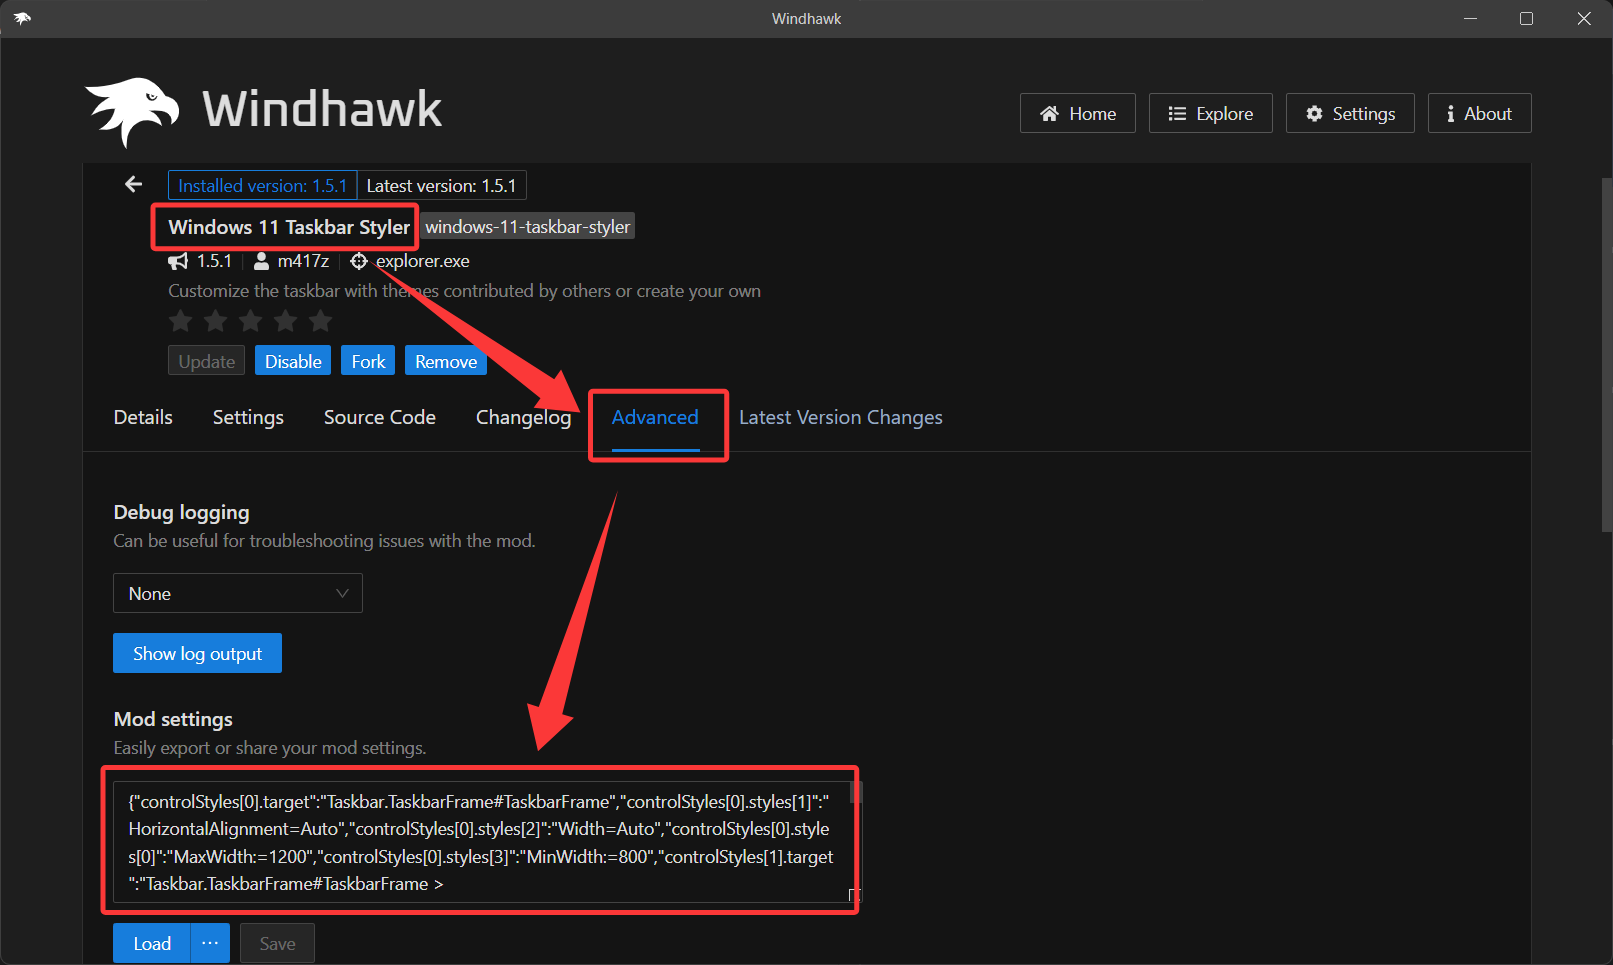 Windhawk
Windhawk
Home
Explore
Settings
About
Installed version: 1.5.1
Latest version: 1.5.1
Windows 11 Taskbar Styler
windows-11-taskbar-styler
1.5.1
m417z
explorer.exe
Customize the taskbar with themes contributed by others or create your own
Update
Disable
Fork
Remove
Details
Settings
Source Code
Changelog
Advanced
Latest Version Changes
Debug logging
Can be useful for troubleshooting issues with the mod.
None
Show log output
Mod settings
Easily export or share your mod settings.
{"controlStyles[0].target":"Taskbar.TaskbarFrame#TaskbarFrame","controlStyles[0].styles[1]":"
HorizontalAlignment=Auto","controlStyles[0].styles[2]":"Width=Auto","controlStyles[0].style
s[0]":"MaxWidth:=1200","controlStyles[0].styles[3]":"MinWidth:=800","controlStyles[1].target
":"Taskbar.TaskbarFrame#TaskbarFrame >
Load
...
Save